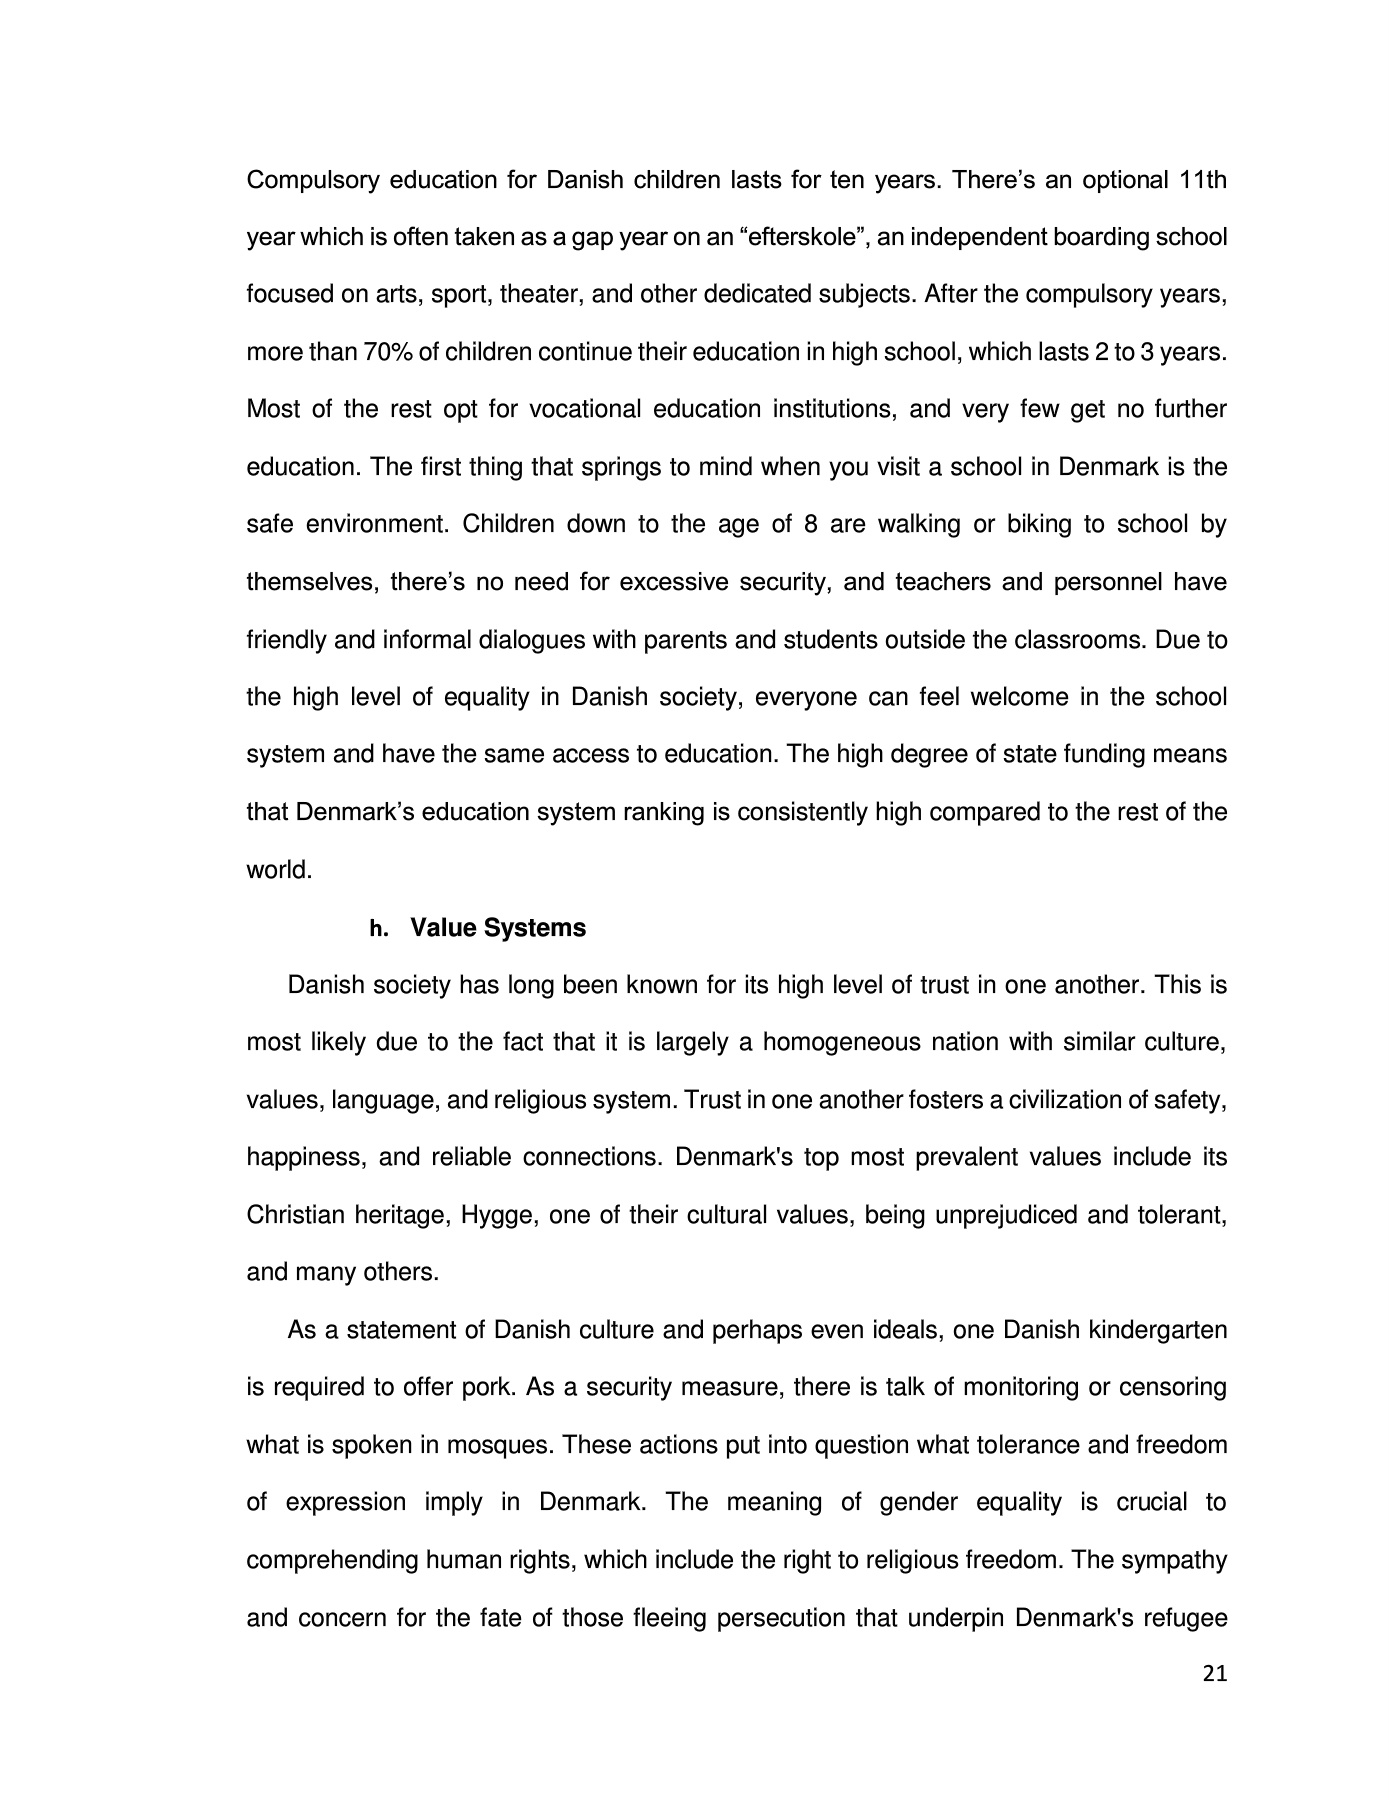 Compulsory education for Danish children lasts for ten years. There’s an optional 11th
year which is often taken as a gap year on an “efterskole”, an independent boarding school
focused on arts, sport, theater, and other dedicated subjects. After the compulsory years,
more than 70% of children continue their education in high school, which lasts 2 to 3 years.
Most of the rest opt for vocational education institutions, and very few get no further
education. The first thing that springs to mind when you visit a school in Denmark is the
safe environment. Children down to the age of 8 are walking or biking to school by
themselves, there’s no need for excessive security, and teachers and personnel have
friendly and informal dialogues with parents and students outside the classrooms. Due to
the high level of equality in Danish society, everyone can feel welcome in the school
system and have the same access to education. The high degree of state funding means
that Denmark’s education system ranking is consistently high compared to the rest of the
world.
h. Value Systems
Danish society has long been known for its high level of trust in one another. This is
most likely due to the fact that it is largely a homogeneous nation with similar culture,
values, language, and religious system. Trust in one another fosters a civilization of safety,
happiness, and reliable connections. Denmark's top most prevalent values include its
Christian heritage, Hygge, one of their cultural values, being unprejudiced and tolerant,
and many others.
As a statement of Danish culture and perhaps even ideals, one Danish kindergarten
is required to offer pork. As a security measure, there is talk of monitoring or censoring
what is spoken in mosques. These actions put into question what tolerance and freedom
of expression imply in Denmark. The meaning of gender equality is crucial to
comprehending human rights, which include the right to religious freedom. The sympathy
and concern for the fate of those fleeing persecution that underpin Denmark's refugee
21